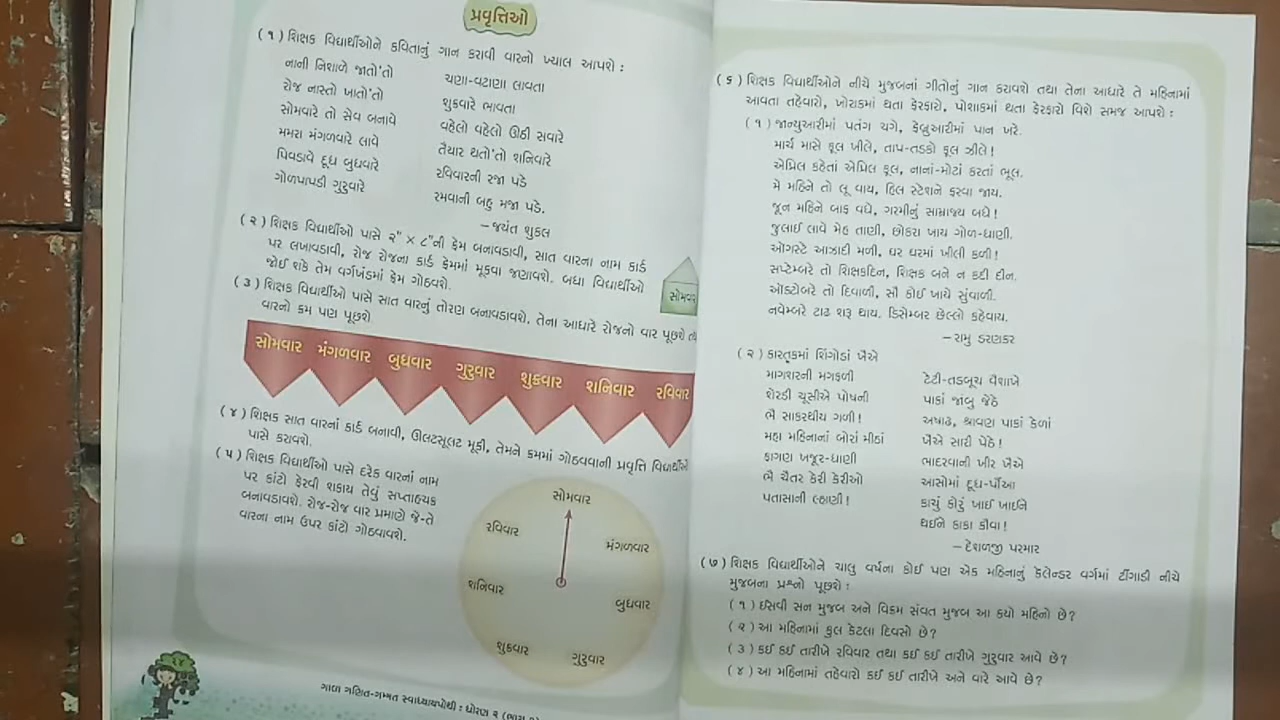 પ્રવૃત્તિઓ
(૧) શિક્ષક વિદ્યાર્થીઓને કવિતાનું ગાન કરાવી વારનો ખ્યાલ આપશે :
નાની નિશાળે જાતો'તો
રોજ નાસ્તો ખાતો'તો
સોમવારે તો સેવ બનાવે
મમરા મંગળવારે લાવે
પિવડાવે દૂધ બુધવારે
ગોળપાપડી ગુરુવારે
ચણા-વટાણા લાવતા
શુક્રવારે ભાવતા
વહેલો વહેલો ઊઠી સવારે
તૈયાર થતો'તો શનિવારે
રવિવારની રજા પડે
રમવાની બહુ મજા પડે.
– જયંત શુકલ
(૨) શિક્ષક વિદ્યાર્થીઓ પાસે ૨" × ૮"ની ફ્રેમ બનાવડાવી, સાત વારના નામ કાર્ડ
પર લખાવડાવી, રોજ રોજના કાર્ડ ફ્રેમમાં મૂકવા જણાવશે. બધા વિદ્યાર્થીઓ
જોઈ શકે તેમ વર્ગખંડમાં ફ્રેમ ગોઠવશે.
સોમવાર
(૩) શિક્ષક વિદ્યાર્થીઓ પાસે સાત વારનું તોરણ બનાવડાવશે. તેના આધારે રોજનો વાર પૂછશે
વારનો ક્રમ પણ પૂછશે
સોમવાર મંગળવાર બુધવાર ગુરુવાર શુક્રવાર શનિવાર રવિવાર
(૪) શિક્ષક સાત વારનાં કાર્ડ બનાવી, ઊલટસૂલટ મૂકી, તેમને ક્રમમાં ગોઠવવાની પ્રવૃત્તિ વિદ્યાર્થીઓ
પાસે કરાવશે.
(૫) શિક્ષક વિદ્યાર્થીઓ પાસે દરેક વારનાં નામ
પર કાંટો ફેરવી શકાય તેવું સપ્તાહચક્ર
બનાવડાવશે. રોજ-રોજ વાર પ્રમાણે જે-તે
વારના નામ ઉપર કાંટો ગોઠવાવશે.
સોમવાર
મંગળવાર
બુધવાર
ગુરુવાર
શુક્રવાર
શનિવાર
રવિવાર
ગાલા ગણિત-ગમ્મત સ્વાધ્યાયપોથી : ધોરણ ૨
(૬) શિક્ષક વિદ્યાર્થીઓને નીચે મુજબનાં ગીતોનું ગાન કરાવશે તથા તેના આધારે તે મહિનામાં
આવતા તહેવારો, ખોરાકમાં થતા ફેરફારો, પોશાકમાં થતા ફેરફારો વિશે સમજ આપશે :
(૧) જાન્યુઆરીમાં પતંગ ચગે, ફેબ્રુઆરીમાં પાન ખરે.
માર્ચ માસે ફૂલ ખીલે, તાપ-તડકો ફૂલ ઝીલે !
એપ્રિલ કહેતાં એપ્રિલ ફૂલ, નાનાં-મોટાં કરતાં ભૂલ.
મે મહિને તો લૂ વાય, હિલ સ્ટેશને ફરવા જાય.
જૂન મહિને બાફ વધે, ગરમીનું સામ્રાજ્ય બધે !
જુલાઈ લાવે મેહ તાણી, છોકરા ખાય ગોળ-ધાણી.
ઑગસ્ટે આઝાદી મળી, ઘર ઘરમાં ખીલી કળી !
સપ્ટેમ્બરે તો શિક્ષકદિન, શિક્ષક બને ન કદી દીન.
ઑક્ટોબરે તો દિવાળી, સૌ કોઈ ખાયે સુંવાળી.
નવેમ્બરે ટાઢ શરૂ થાય. ડિસેમ્બર છેલ્લો કહેવાય.
– રામુ ડરણકર
(૨) કારતકમાં શિંગોડાં ખૈએ
માગશરની મગફળી
શેરડી ચૂસીએ પોષની
ભૈ સાકરથીય ગળી !
મહા મહિનાનાં બોરાં મીઠાં
ફાગણ ખજૂર-ધાણી
ભૈ ચૈતર કેરી કેરીઓ
પતાસાની લ્હાણી !
ટેટી-તડબૂચ વૈશાખે
પાકાં જાંબુ જેઠે
અષાઢ, શ્રાવણ પાકાં કેળાં
ખૈએ સારી પેઠે !
ભાદરવાની ખીર ખૈએ
આસોમાં દૂધ-પૌંઆ
કાચું કોરું ખાઈ ખાઈને
થઈને કાકા કૌવા !
– દેશળજી પરમાર
(૭) શિક્ષક વિદ્યાર્થીઓને ચાલુ વર્ષના કોઈ પણ એક મહિનાનું કૅલેન્ડર વર્ગમાં ટીંગાડી નીચે
મુજબના પ્રશ્નો પૂછશે :
(૧) ઈસવી સન મુજબ અને વિક્રમ સંવત મુજબ આ કયો મહિનો છે ?
(૨) આ મહિનામાં કુલ કેટલા દિવસો છે ?
(૩) કઈ કઈ તારીખે રવિવાર તથા કઈ કઈ તારીખે ગુરુવાર આવે છે ?
(૪) આ મહિનામાં તહેવારો કઈ કઈ તારીખે અને વારે આવે છે ?